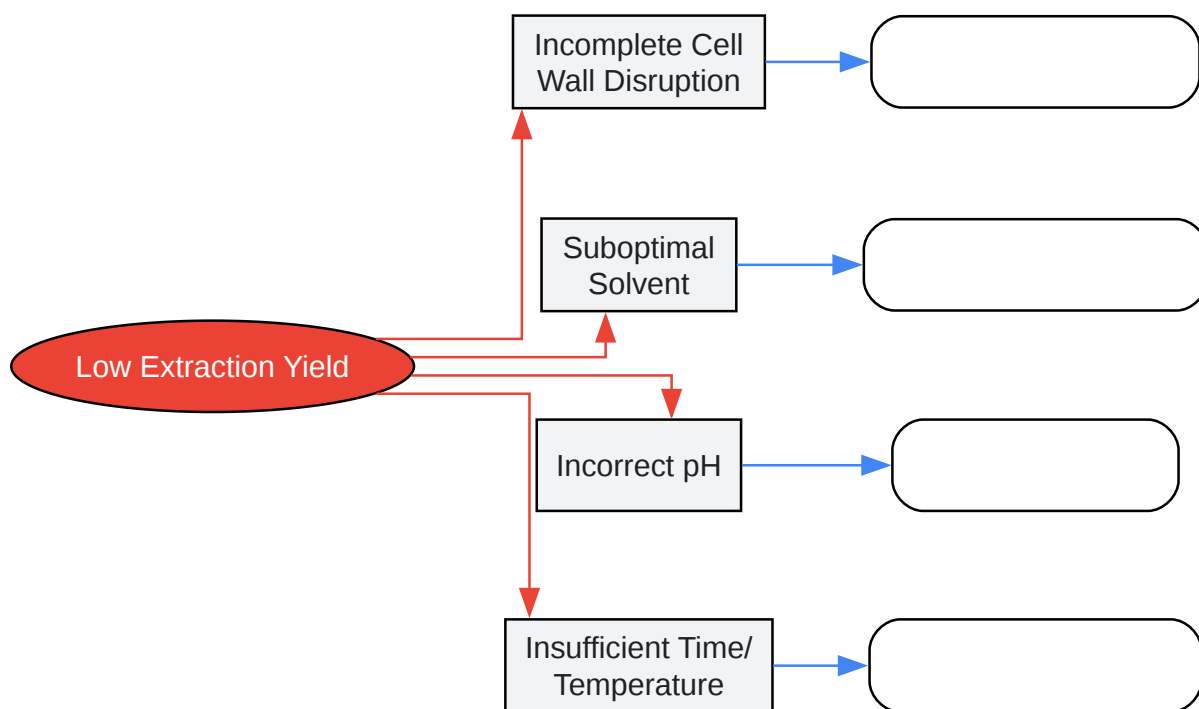 Incomplete Cell
Wall Disruption
Suboptimal
Solvent
Low Extraction Yield
Incorrect pH
Insufficient Time/
Temperature